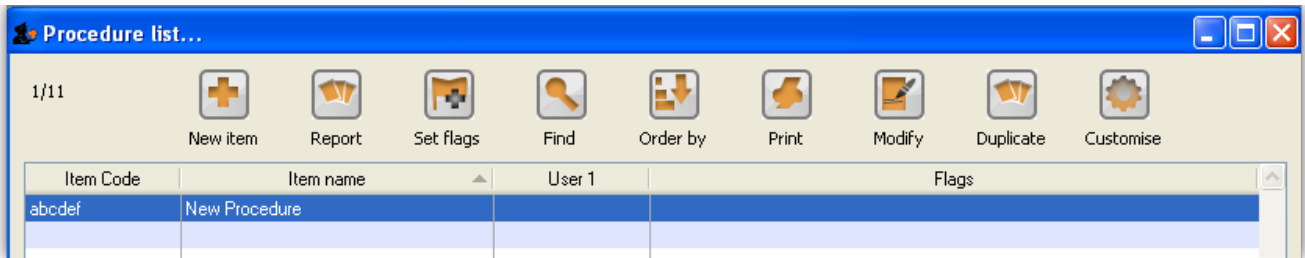 Procedure list...
1/11
New item Report Set flags Find Order by Print Modify Duplicate Customise
Item Code Item name User 1 Flags
abcdef New Procedure